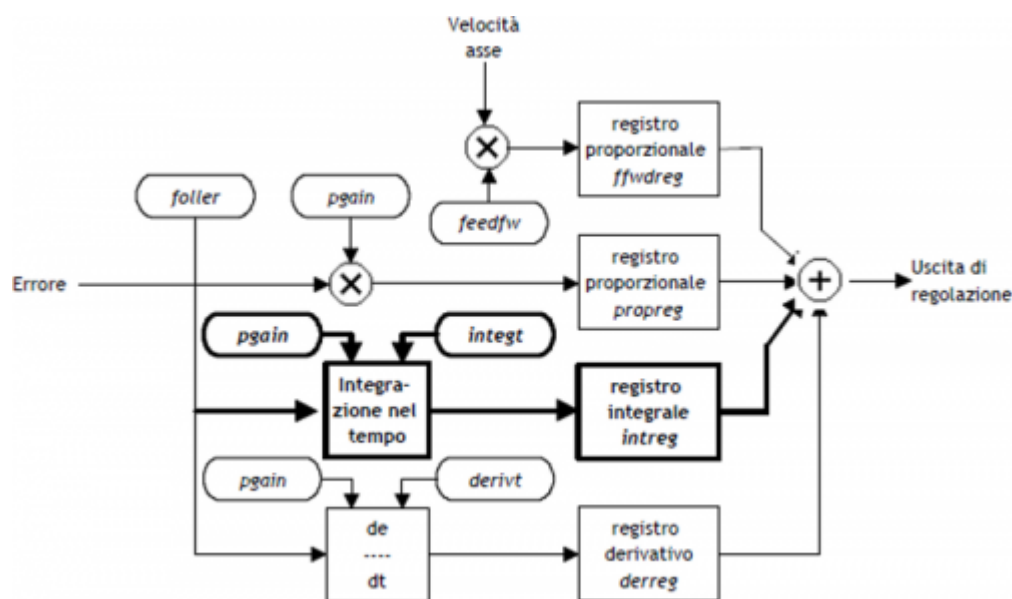 Velocità
asse
registro
proporzionale
ffwdreg
foller
pgain
feedfw
Errore
registro
proporzionale
propreg
Uscita di
regolazione
pgain
integt
Integra-
zione nel
tempo
registro
integrale
intreg
pgain
derivt
de
----
dt
registro
derivativo
derreg